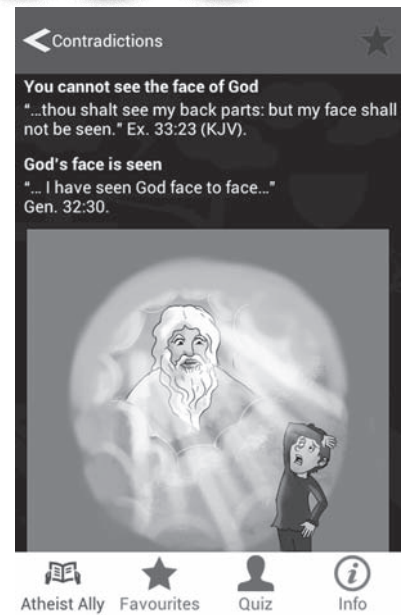 Contradictions
You cannot see the face of God
“...thou shalt see my back parts: but my face shall
not be seen.” Ex. 33:23 (KJV).
God's face is seen
“... I have seen God face to face...”
Gen. 32:30.
Atheist Ally Favourites Quiz Info